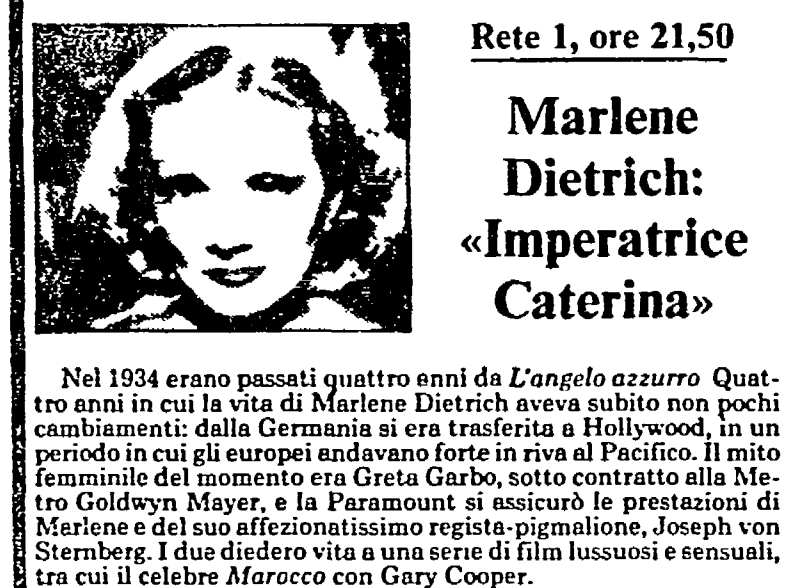 Rete 1, ore 21,50
Marlene
Dietrich:
«Imperatrice
Caterina»
Nel 1934 erano passati quattro anni da L'angelo azzurro Quat-
tro anni in cui la vita di Marlene Dietrich aveva subito non pochi
cambiamenti: dalla Germania si era trasferita a Hollywood, in un
periodo in cui gli europei andavano forte in riva al Pacifico. Il mito
femminile del momento era Greta Garbo, sotto contratto alla Me-
tro Goldwyn Mayer, e la Paramount si assicurò le prestazioni di
Marlene e del suo affezionatissimo regista-pigmalione, Joseph von
Sternberg. I due diedero vita a una serie di film lussuosi e sensuali,
tra cui il celebre Marocco con Gary Cooper.